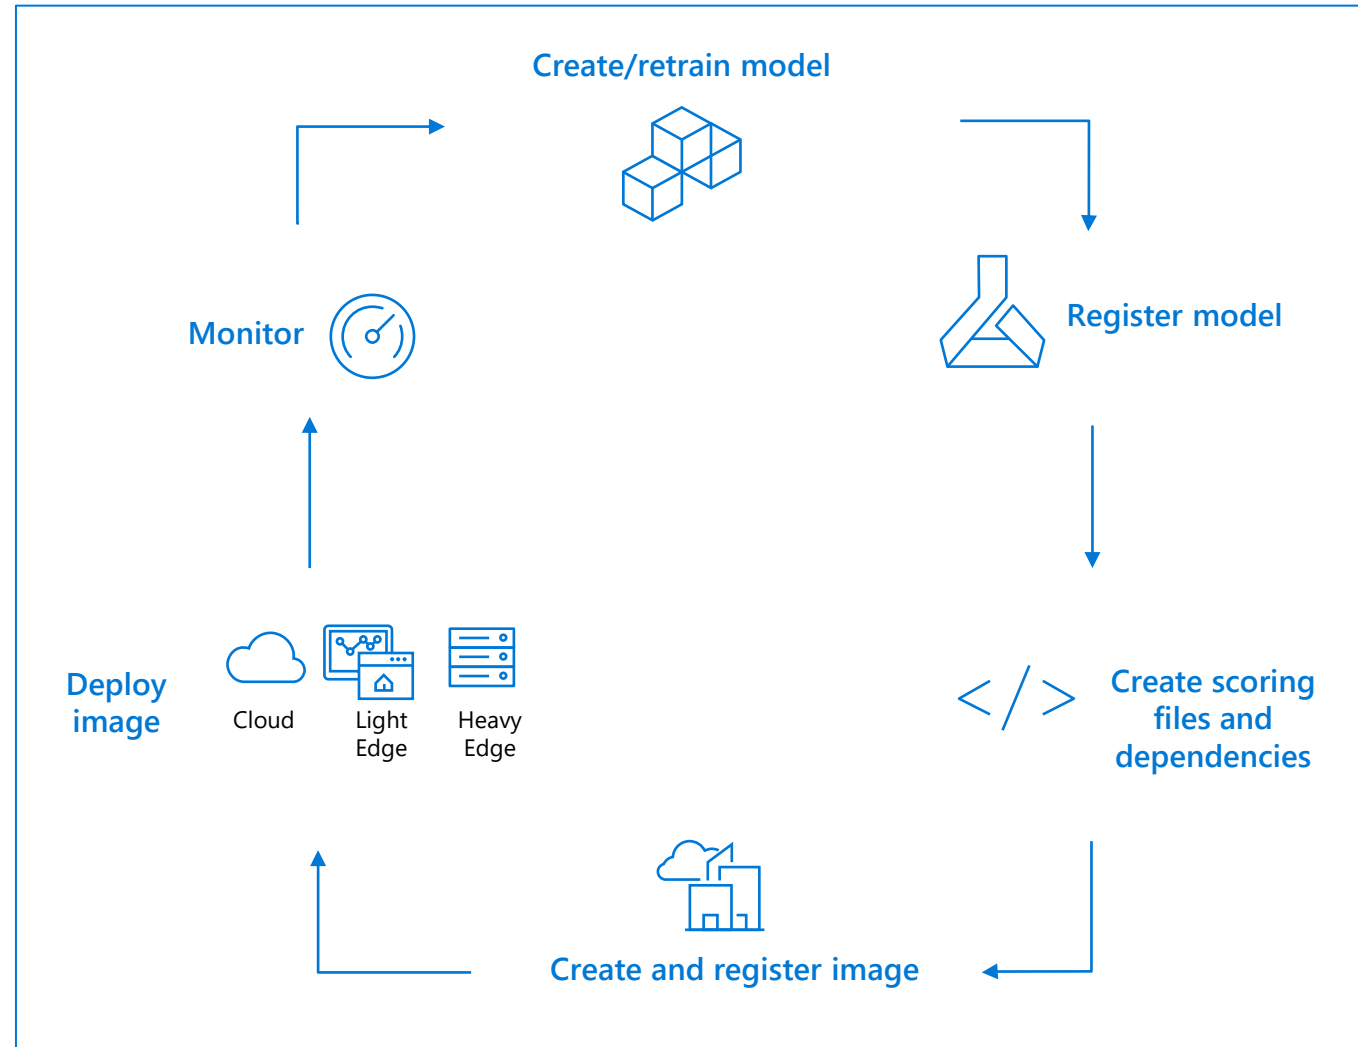 Create/retrain model
Register model
Monitor
Create scoring
files and
dependencies
Deploy
image
Cloud
Light
Edge
Heavy
Edge
Create and register image